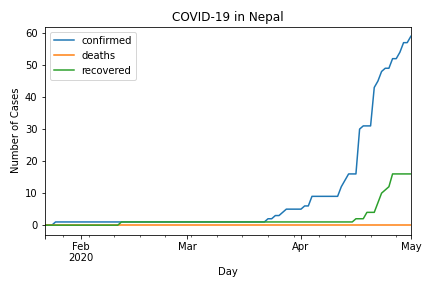 COVID-19 in Nepal
confirmed
deaths
recovered
Number of Cases
60
50
40
30
20
10
0
Feb
2020
Mar
Apr
May
Day